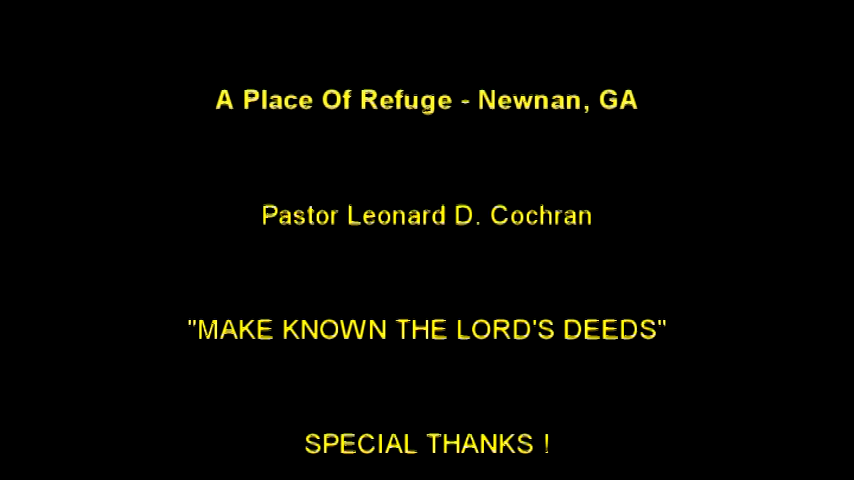 A Place Of Refuge - Newnan, GA
Pastor Leonard D. Cochran
"MAKE KNOWN THE LORD'S DEEDS"
SPECIAL THANKS !